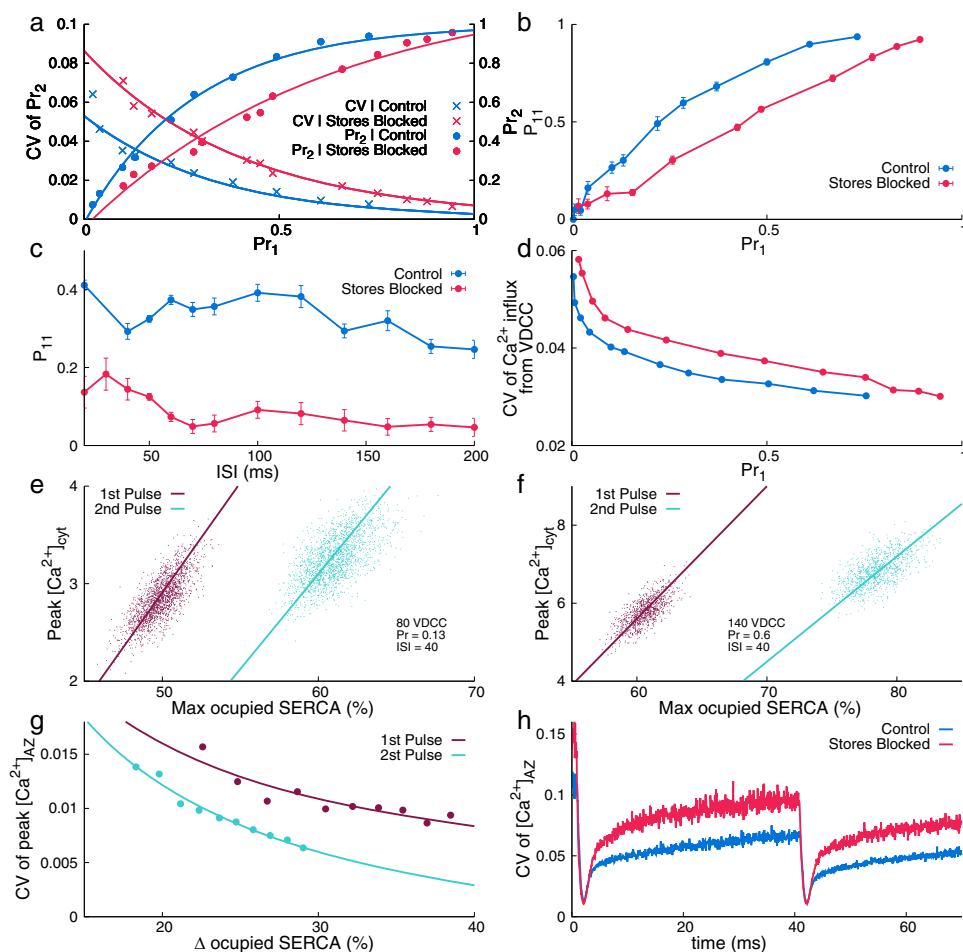 a
0.1
0.08
0.06
0.04
0.02
0
CV of Pr2
1
0.8
0.6
0.4
0.2
0
Pr2
CV | Control
CV | Stores Blocked
Pr2 | Control
Pr2 | Stores Blocked
0.5
1
Pr1
b
1
0.5
0
P11
Control
Stores Blocked
0
0.5
1
Pr1
c
0.4
0.2
0
P11
Control
Stores Blocked
50
100
150
200
ISI (ms)
d
0.06
0.04
0.02
CV of Ca2+ influx
from VDCC
0
0.5
1
Pr1
e
4
3
2
Peak [Ca2+]cyt
1st Pulse
2nd Pulse
80 VDCC
Pr = 0.13
ISI = 40
50
60
70
Max ocupied SERCA (%)
f
8
6
4
Peak [Ca2+]cyt
1st Pulse
2nd Pulse
140 VDCC
Pr = 0.6
ISI = 40
60
70
80
Max ocupied SERCA (%)
g
0.015
0.01
0.005
CV of peak [Ca2+]AZ
1st Pulse
2st Pulse
20
30
40
Δ ocupied SERCA (%)
h
0.15
0.1
0.05
0
CV of [Ca2+]AZ
Control
Stores Blocked
0
20
40
60
time (ms)